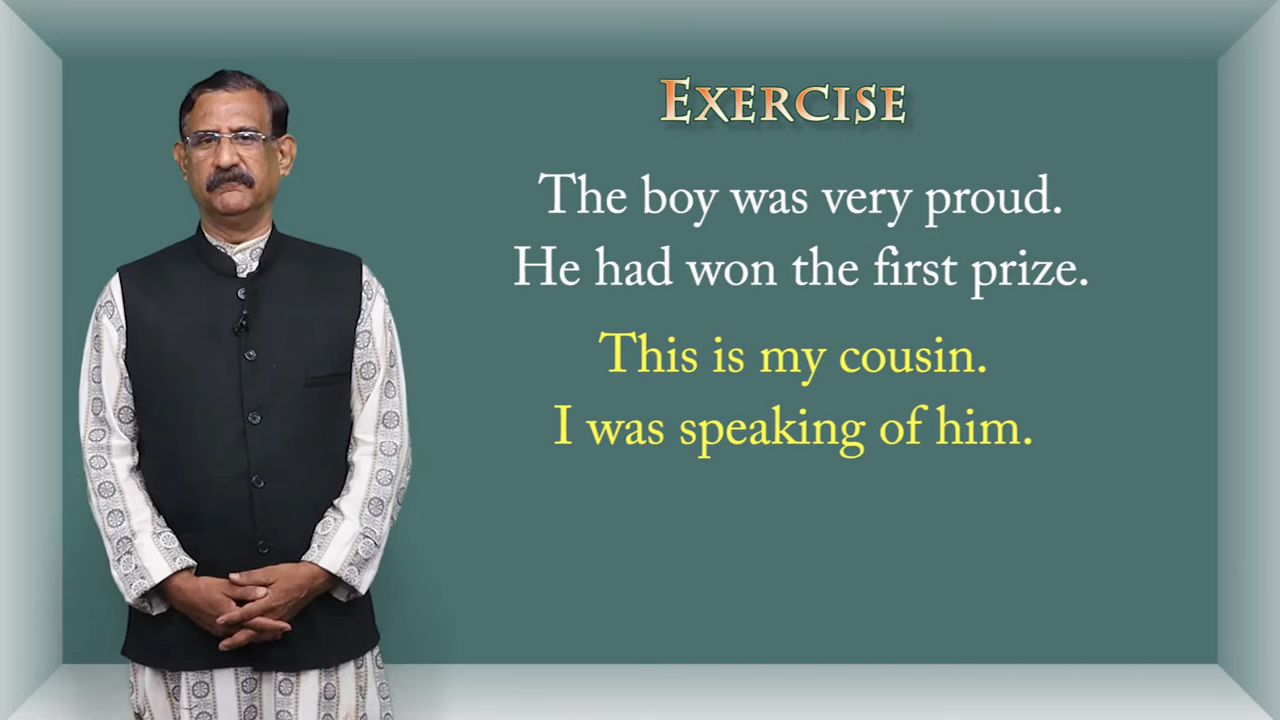 EXERCISE
The boy was very proud.
He had won the first prize.
This is my cousin.
I was speaking of him.